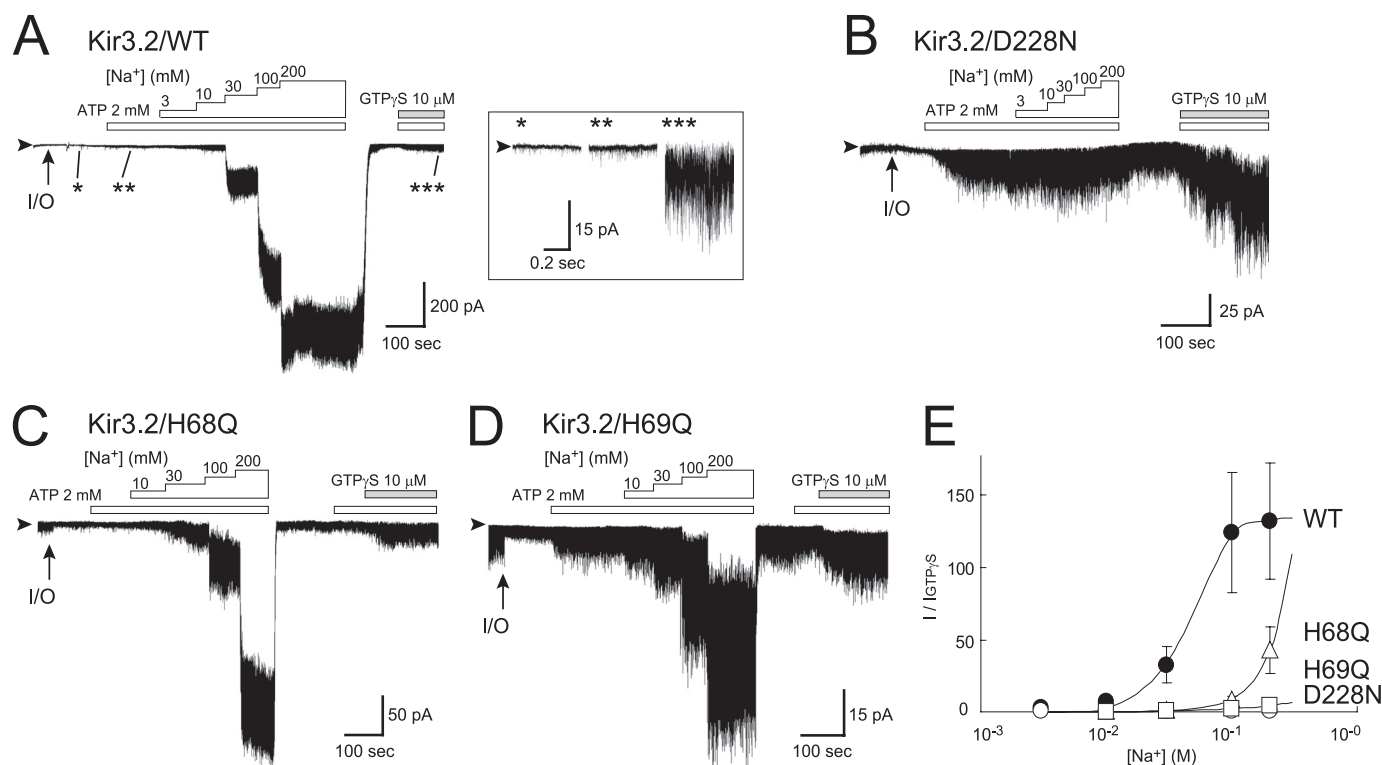 A Kir3.2/WT
[Na⁺] (mM)
3 10 30 100 200
ATP 2 mM
GTPγS 10 μM
I/O
* ** ***
200 pA
100 sec
* ** ***
15 pA
0.2 sec
B Kir3.2/D228N
[Na⁺] (mM)
3 10 30 100 200
ATP 2 mM
GTPγS 10 μM
I/O
25 pA
100 sec
C Kir3.2/H68Q
[Na⁺] (mM)
10 30 100 200
ATP 2 mM
GTPγS 10 μM
I/O
50 pA
100 sec
D Kir3.2/H69Q
[Na⁺] (mM)
10 30 100 200
ATP 2 mM
GTPγS 10 μM
I/O
15 pA
100 sec
E
I / I_GTPγS
150
100
50
0
WT
H68Q
H69Q
D228N
10⁻³ 10⁻² 10⁻¹ 10⁻⁰
[Na⁺] (M)